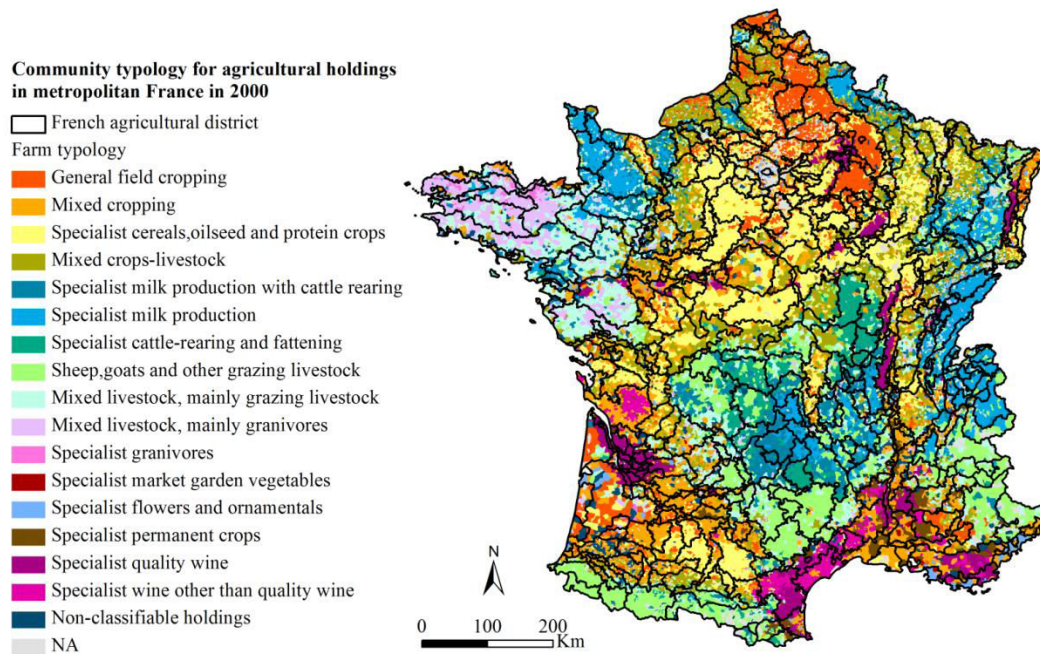 Community typology for agricultural holdings
in metropolitan France in 2000
French agricultural district
Farm typology
General field cropping
Mixed cropping
Specialist cereals,oilseed and protein crops
Mixed crops-livestock
Specialist milk production with cattle rearing
Specialist milk production
Specialist cattle-rearing and fattening
Sheep,goats and other grazing livestock
Mixed livestock, mainly grazing livestock
Mixed livestock, mainly granivores
Specialist granivores
Specialist market garden vegetables
Specialist flowers and ornamentals
Specialist permanent crops
Specialist quality wine
Specialist wine other than quality wine
Non-classifiable holdings
NA
N
0 100 200
Km